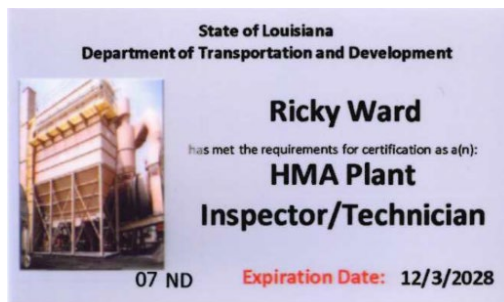 State of Louisiana
Department of Transportation and Development
Ricky Ward
has met the requirements for certification as a(n):
HMA Plant
Inspector/Technician
07 ND
Expiration Date: 12/3/2028